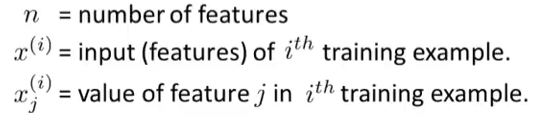 n = number of features
x^{(i)} = input (features) of i^{th} training example.
x_j^{(i)} = value of feature j in i^{th} training example.